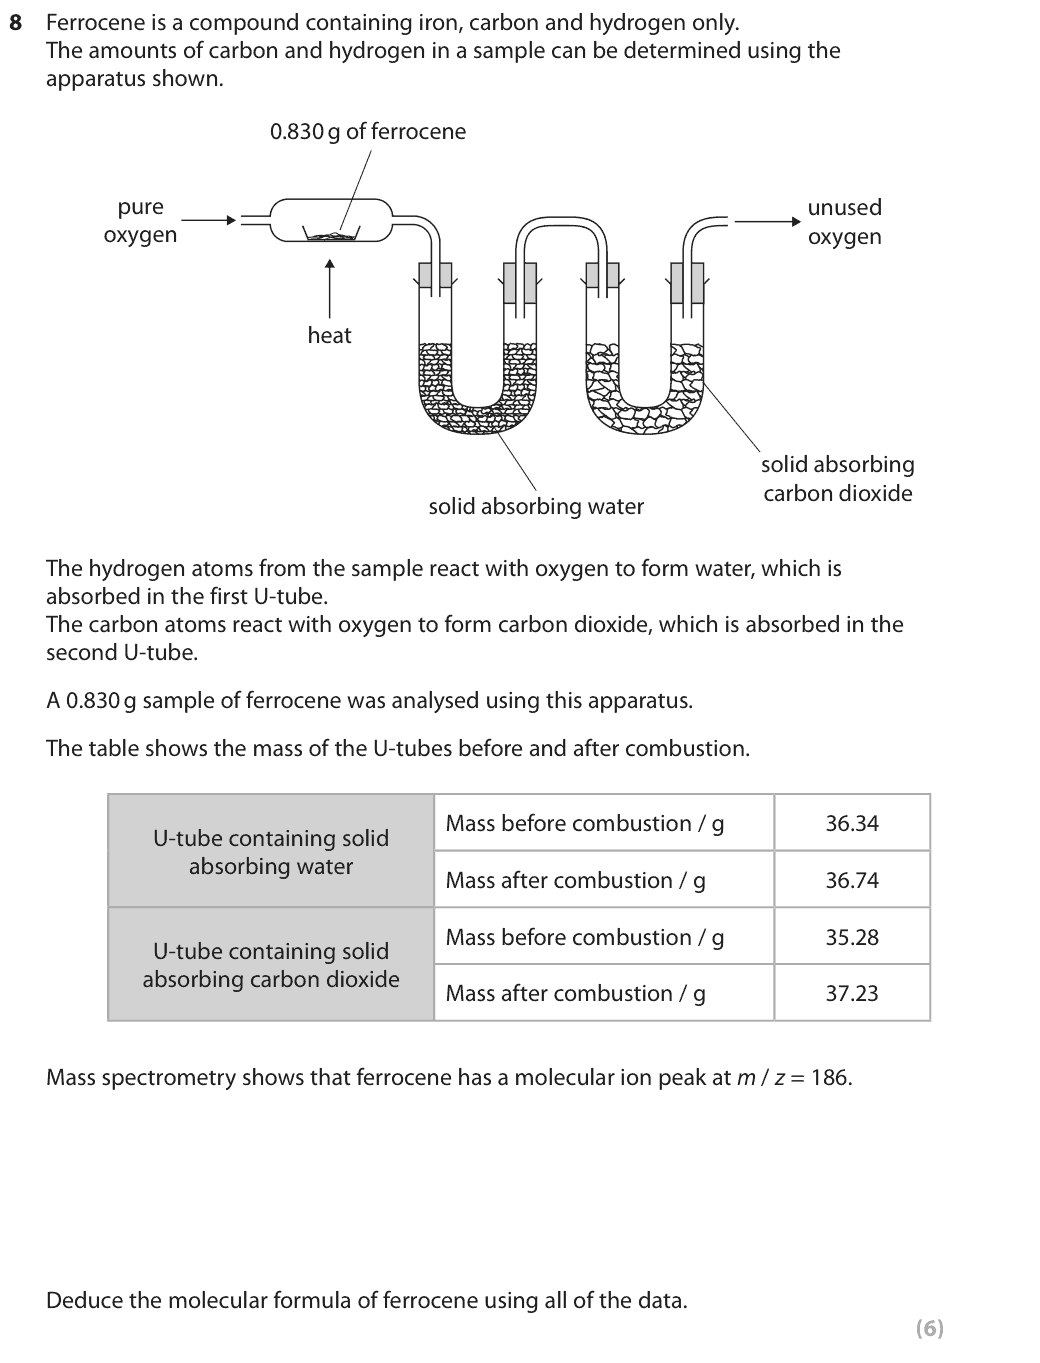 8 Ferrocene is a compound containing iron, carbon and hydrogen only.
The amounts of carbon and hydrogen in a sample can be determined using the
apparatus shown.
0.830 g of ferrocene
pure
oxygen
unused
oxygen
heat
solid absorbing
carbon dioxide
solid absorbing water
The hydrogen atoms from the sample react with oxygen to form water, which is
absorbed in the first U-tube.
The carbon atoms react with oxygen to form carbon dioxide, which is absorbed in the
second U-tube.
A 0.830 g sample of ferrocene was analysed using this apparatus.
The table shows the mass of the U-tubes before and after combustion.
U-tube containing solid
absorbing water
Mass before combustion / g 36.34
Mass after combustion / g 36.74
U-tube containing solid
absorbing carbon dioxide
Mass before combustion / g 35.28
Mass after combustion / g 37.23
Mass spectrometry shows that ferrocene has a molecular ion peak at m / z = 186.
Deduce the molecular formula of ferrocene using all of the data.
(6)